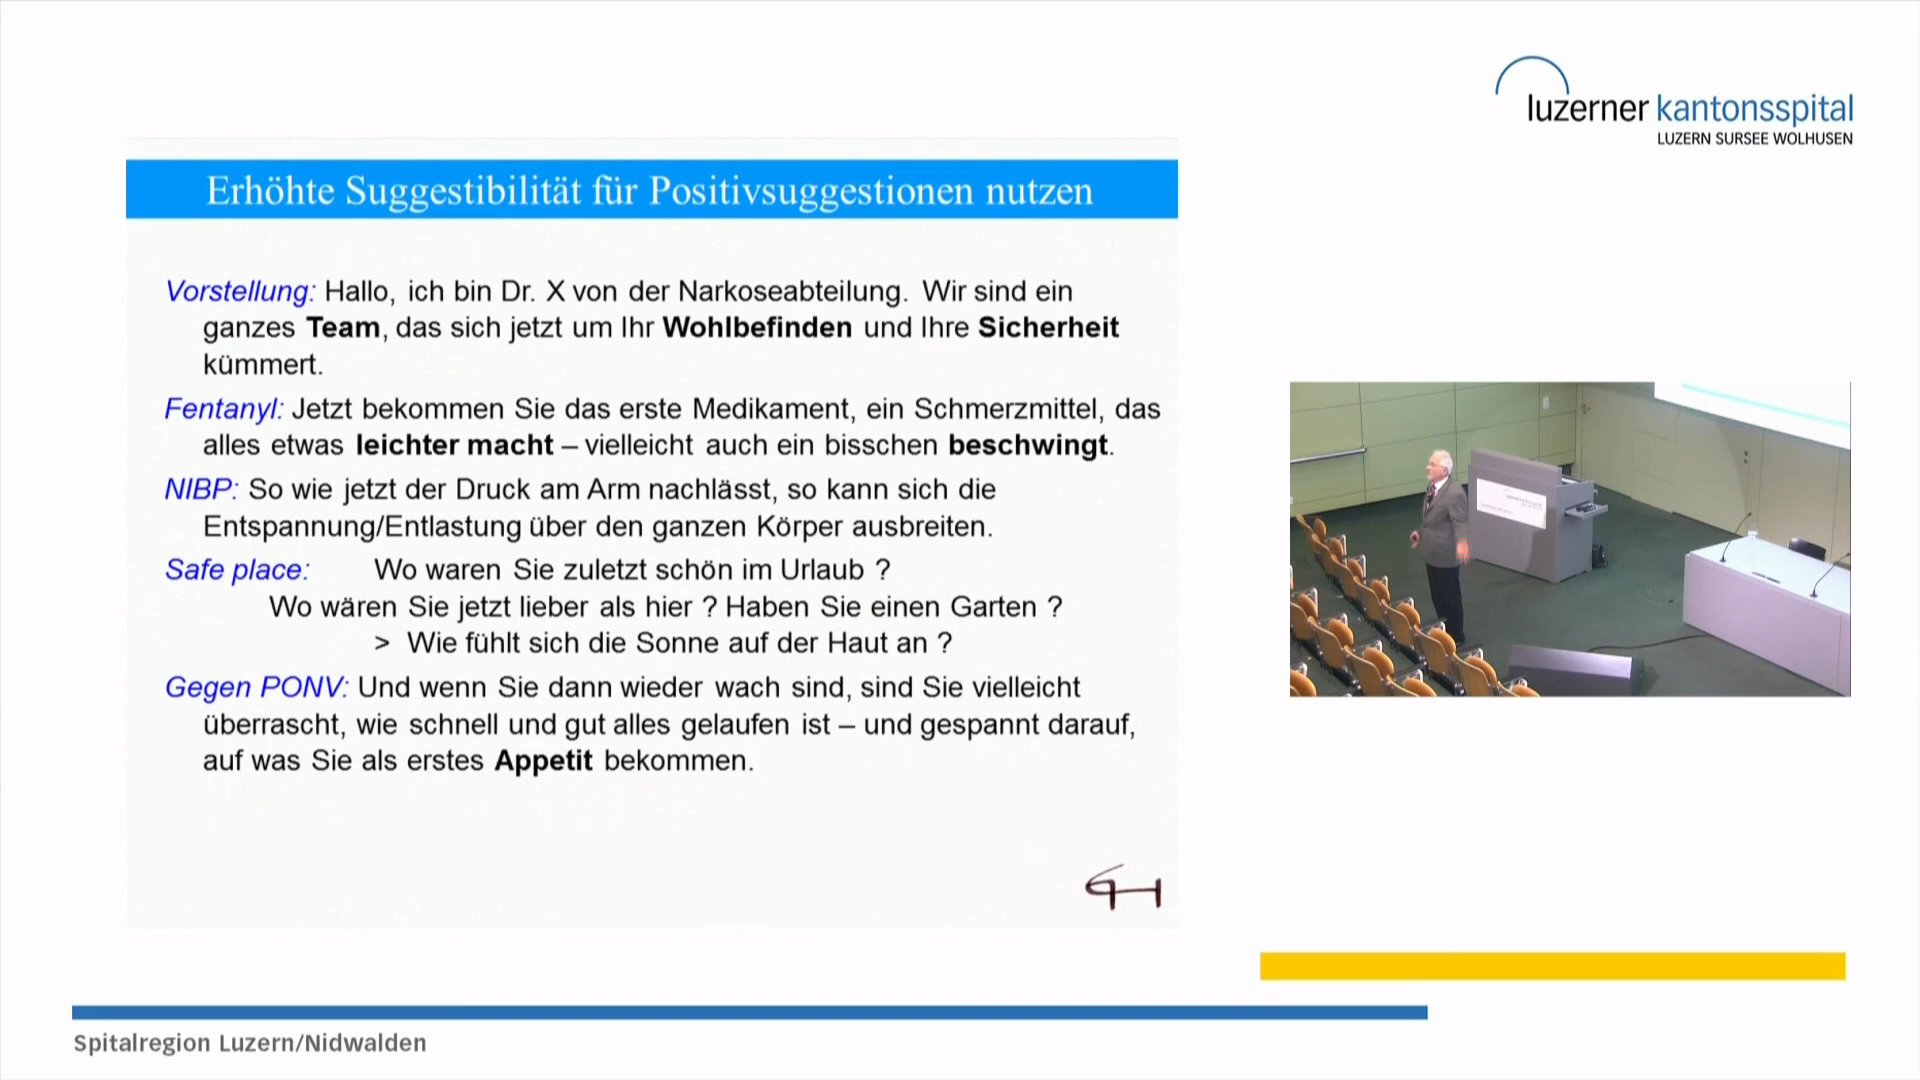 luzerner kantonsspital
LUZERN SURSEE WOLHUSEN
Erhöhte Suggestibilität für Positivsuggestionen nutzen
Vorstellung: Hallo, ich bin Dr. X von der Narkoseabteilung. Wir sind ein
ganzes Team, das sich jetzt um Ihr Wohlbefinden und Ihre Sicherheit
kümmert.
Fentanyl: Jetzt bekommen Sie das erste Medikament, ein Schmerzmittel, das
alles etwas leichter macht – vielleicht auch ein bisschen beschwingt.
NIBP: So wie jetzt der Druck am Arm nachlässt, so kann sich die
Entspannung/Entlastung über den ganzen Körper ausbreiten.
Safe place: Wo waren Sie zuletzt schön im Urlaub ?
Wo wären Sie jetzt lieber als hier ? Haben Sie einen Garten ?
> Wie fühlt sich die Sonne auf der Haut an ?
Gegen PONV: Und wenn Sie dann wieder wach sind, sind Sie vielleicht
überrascht, wie schnell und gut alles gelaufen ist – und gespannt darauf,
auf was Sie als erstes Appetit bekommen.
Spitalregion Luzern/Nidwalden